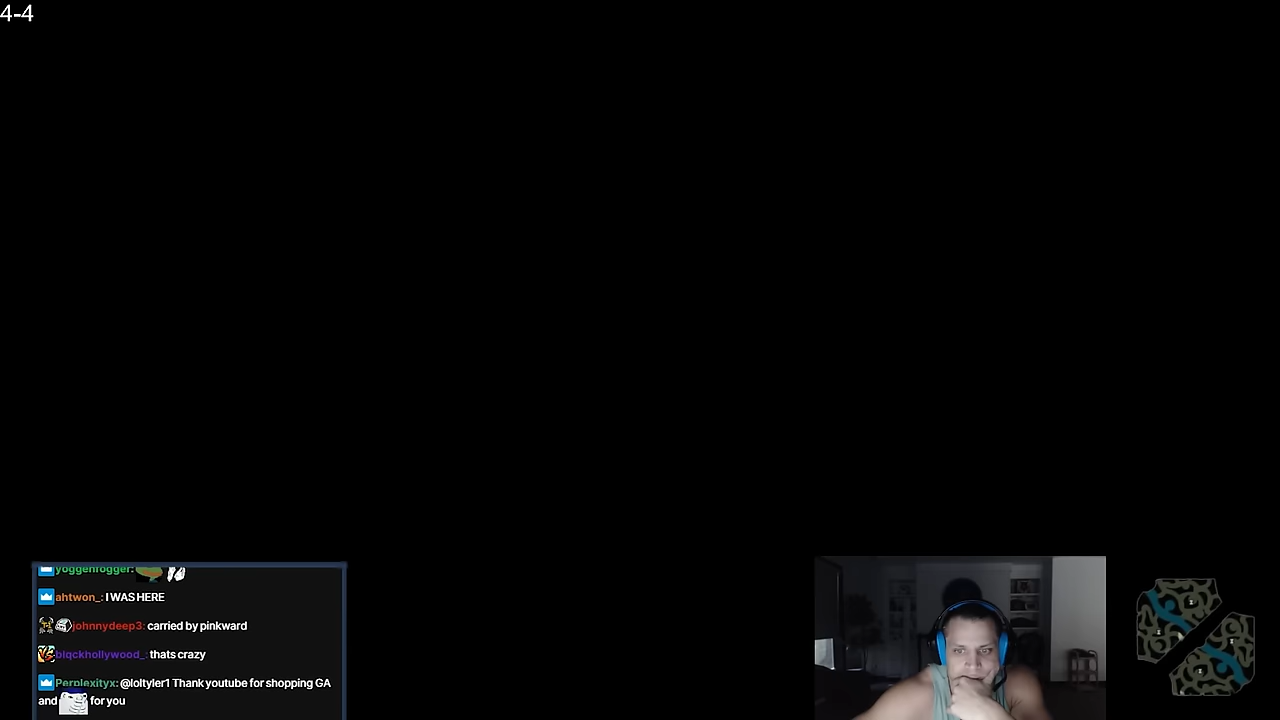 4-4
yoggenfogger:
ahtwon_: I WAS HERE
johnnydeep3: carried by pinkward
blqckhollywood_: thats crazy
Perplexityx: @loltyler1 Thank youtube for shopping GA
and for you